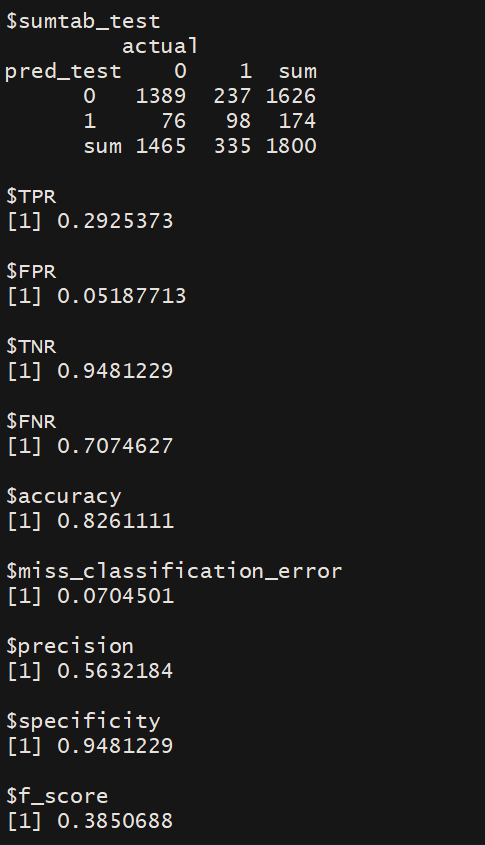 $sumtab_test
actual
pred_test 0 1 sum
0 1389 237 1626
1 76 98 174
sum 1465 335 1800
$TPR
[1] 0.2925373
$FPR
[1] 0.05187713
$TNR
[1] 0.9481229
$FNR
[1] 0.7074627
$accuracy
[1] 0.8261111
$miss_classification_error
[1] 0.0704501
$precision
[1] 0.5632184
$specificity
[1] 0.9481229
$f_score
[1] 0.3850688